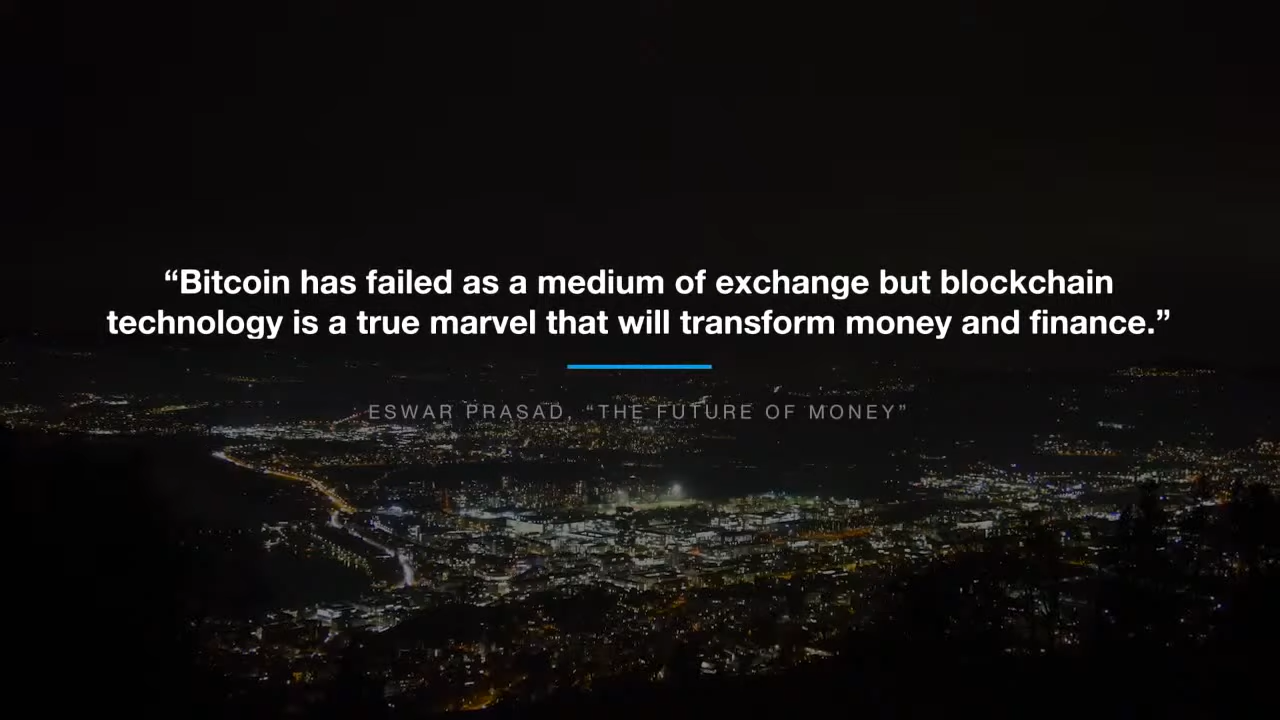 “Bitcoin has failed as a medium of exchange but blockchain
technology is a true marvel that will transform money and finance.”
ESWAR PRASAD, “THE FUTURE OF MONEY”